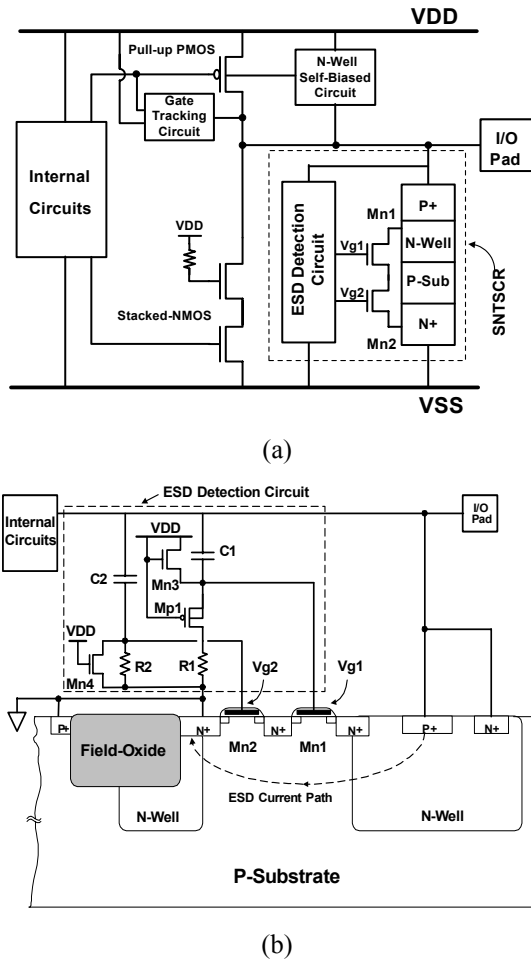 VDD
Pull-up PMOS
N-Well
Self-Biased
Circuit
Gate
Tracking
Circuit
I/O
Pad
Internal
Circuits
VDD
Stacked-NMOS
ESD Detection
Circuit
Vg1
Vg2
Mn1
Mn2
P+
N-Well
P-Sub
N+
SNTSCR
VSS
(a)
ESD Detection Circuit
Internal
Circuits
I/O
Pad
VDD
C1
C2
Mn3
Mp1
VDD
Mn4
R2
R1
Vg2
Vg1
P+
Field-Oxide
N+
Mn2
N+
Mn1
N+
P+
N+
ESD Current Path
N-Well
N-Well
P-Substrate
(b)